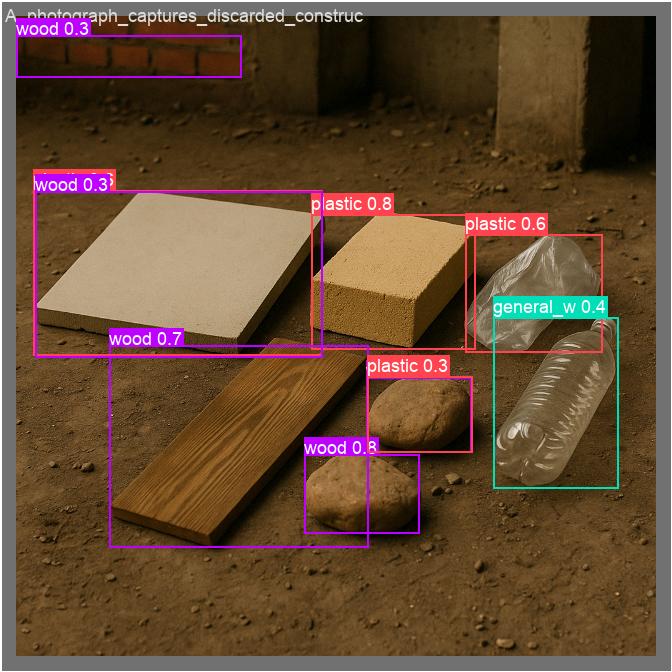 A_photograph_captures_discarded_construc
wood 0.3
wood 0.3
plastic 0.8
plastic 0.6
general_w 0.4
wood 0.7
plastic 0.3
wood 0.8